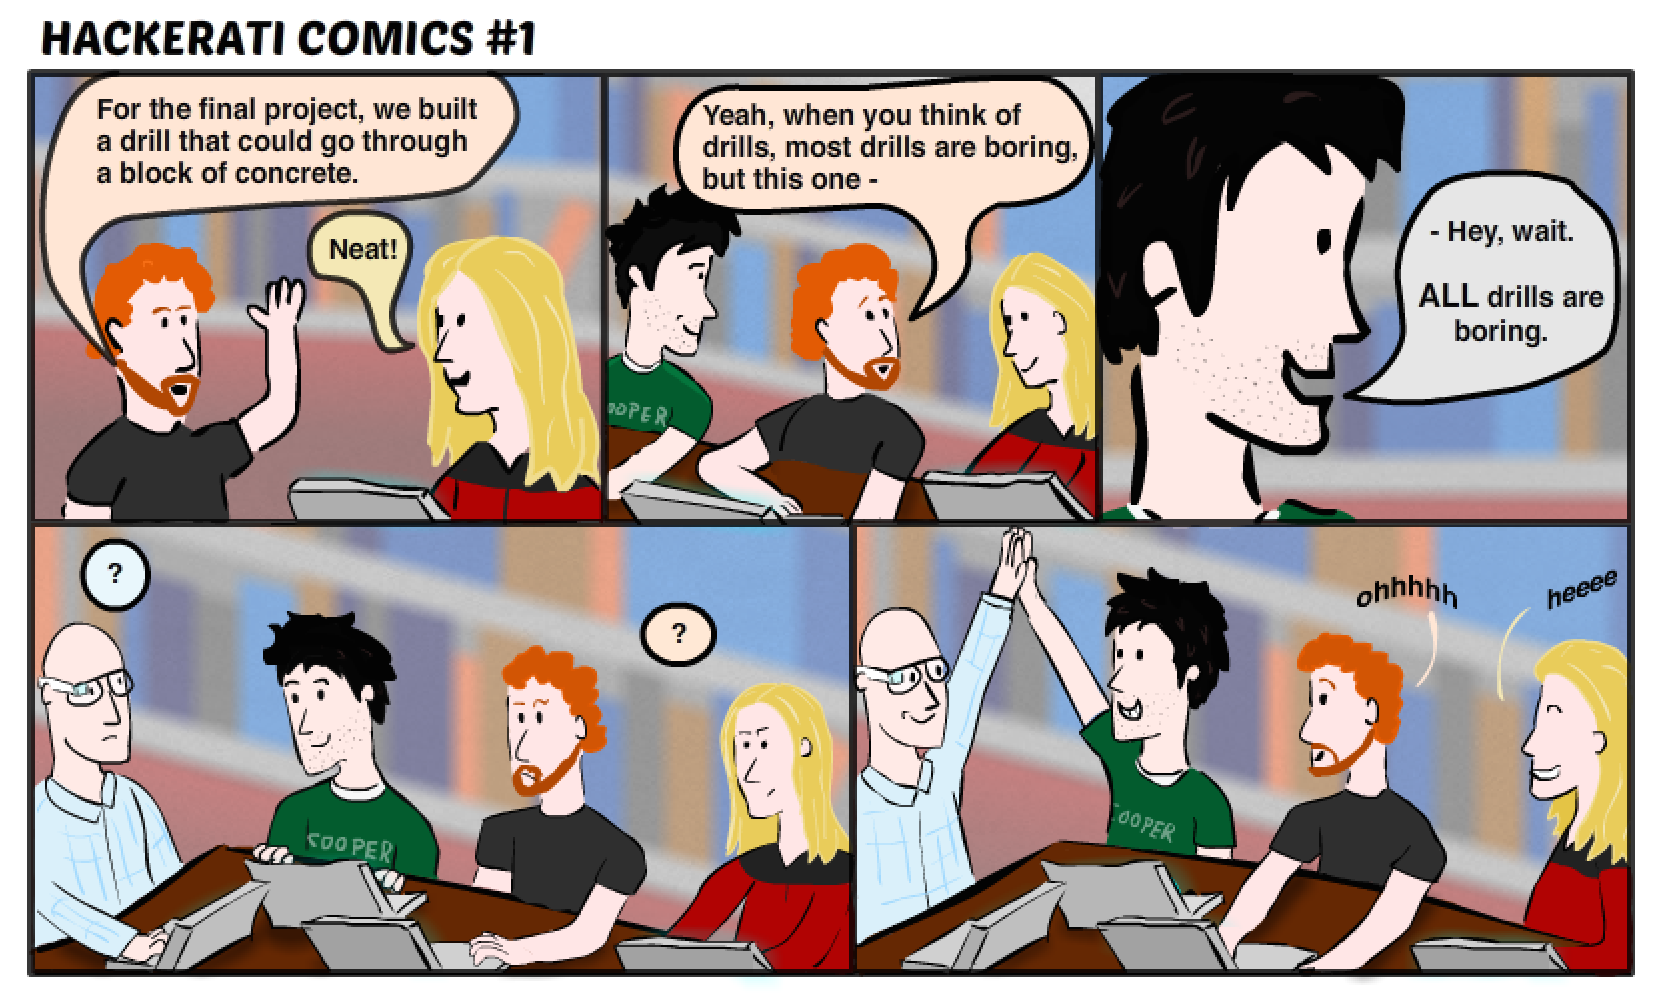 HACKERATI COMICS #1
For the final project, we built
a drill that could go through
a block of concrete.
Neat!
Yeah, when you think of
drills, most drills are boring,
but this one -
OOPER
- Hey, wait.
ALL drills are
boring.
?
?
COOPER
ohhhhh
heeee
COOPER